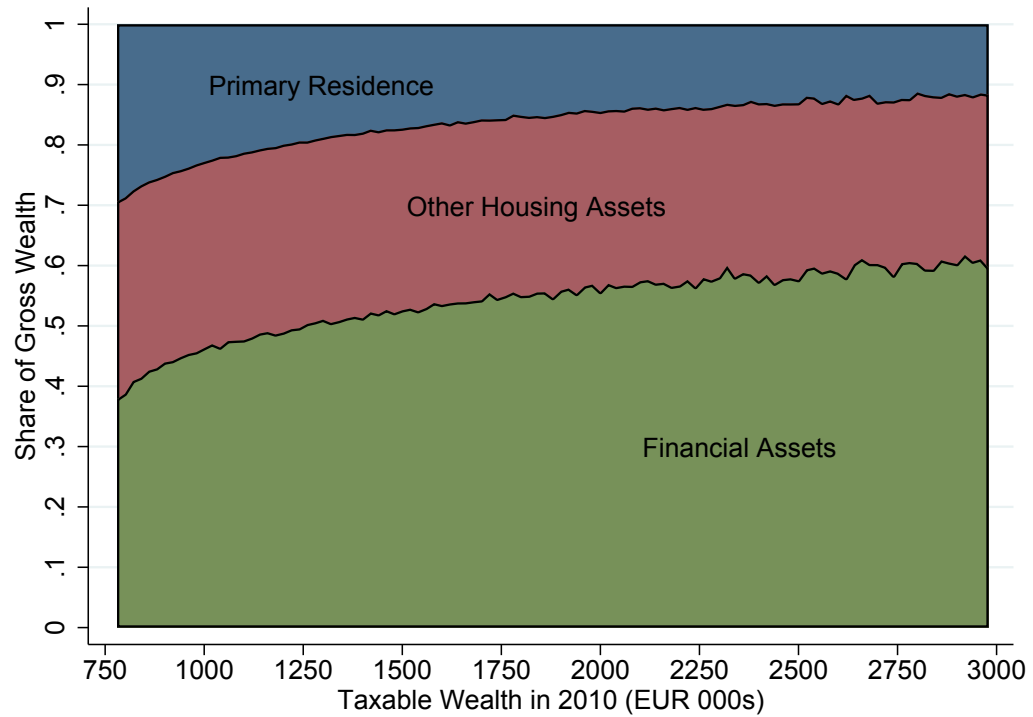 Share of Gross Wealth
1
.9
.8
.7
.6
.5
.4
.3
.2
.1
0
Primary Residence
Other Housing Assets
Financial Assets
750 1000 1250 1500 1750 2000 2250 2500 2750 3000
Taxable Wealth in 2010 (EUR 000s)